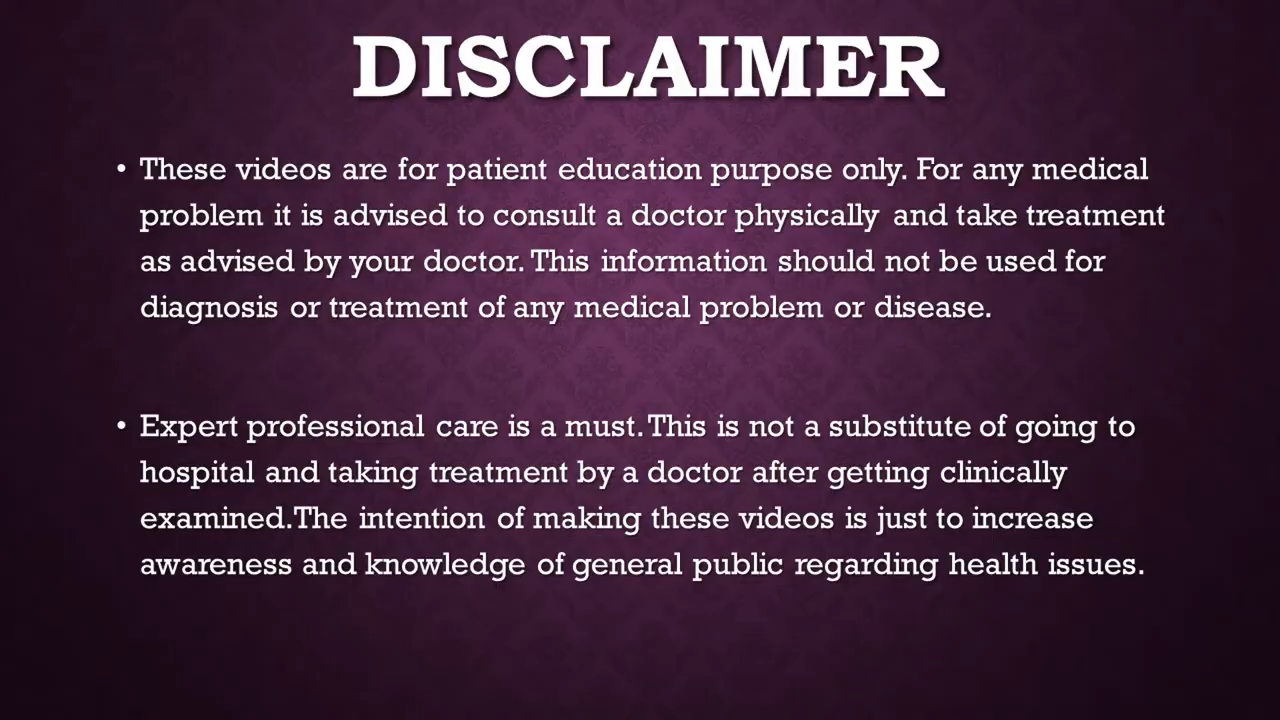 DISCLAIMER
• These videos are for patient education purpose only. For any medical
problem it is advised to consult a doctor physically and take treatment
as advised by your doctor. This information should not be used for
diagnosis or treatment of any medical problem or disease.
• Expert professional care is a must. This is not a substitute of going to
hospital and taking treatment by a doctor after getting clinically
examined.The intention of making these videos is just to increase
awareness and knowledge of general public regarding health issues.